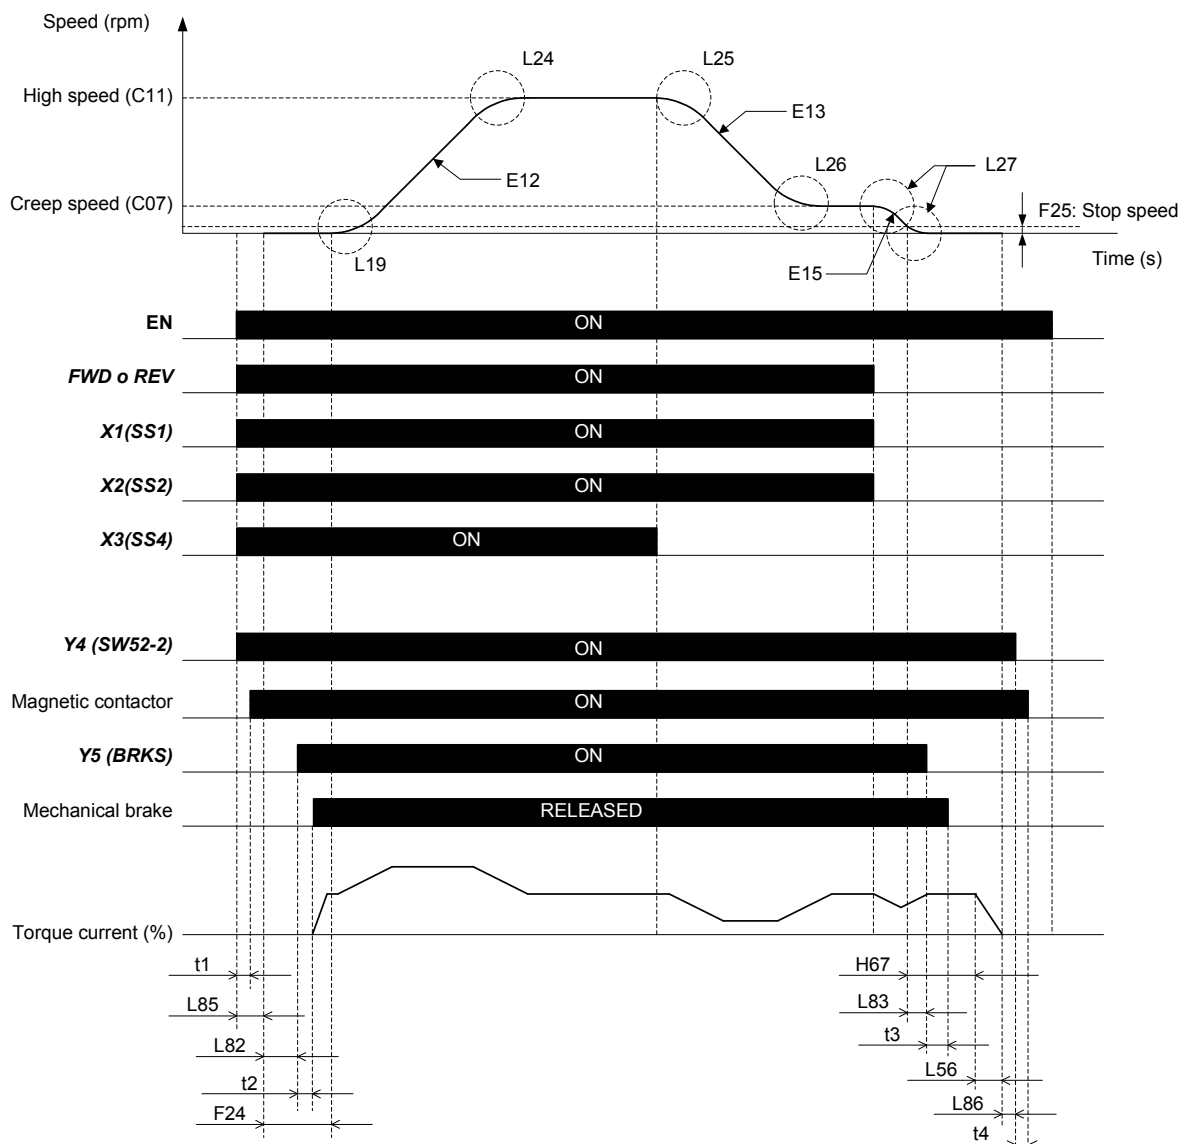 Speed (rpm)
L24
L25
High speed (C11)
E13
E12
L26
L27
Creep speed (C07)
F25: Stop speed
L19
E15
Time (s)
EN
ON
FWD o REV
ON
X1(SS1)
ON
X2(SS2)
ON
X3(SS4)
ON
Y4 (SW52-2)
ON
Magnetic contactor
ON
Y5 (BRKS)
ON
Mechanical brake
RELEASED
Torque current (%)
t1
H67
L85
L83
L82
t3
t2
L56
F24
L86
t4